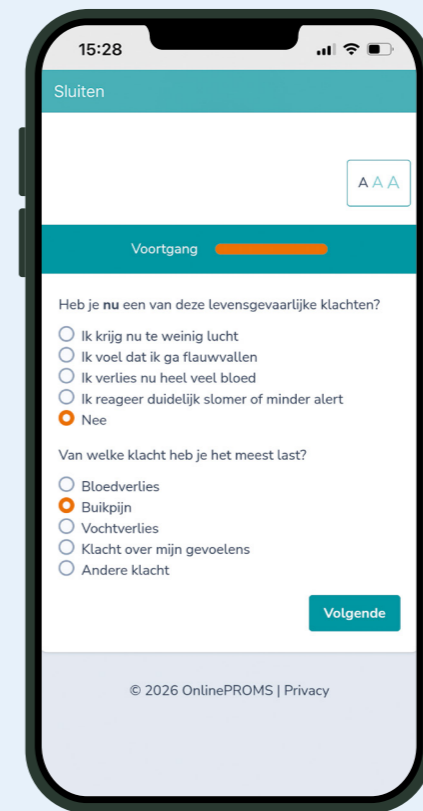 15:28
Sluiten
A A A
Voortgang
Heb je nu een van deze levensgevaarlijke klachten?
Ik krijg nu te weinig lucht
Ik voel dat ik ga flauwvallen
Ik verlies nu heel veel bloed
Ik reageer duidelijk slomer of minder alert
Nee
Van welke klacht heb je het meest last?
Bloedverlies
Buikpijn
Vochtverlies
Klacht over mijn gevoelens
Andere klacht
Volgende
© 2026 OnlinePROMS | Privacy